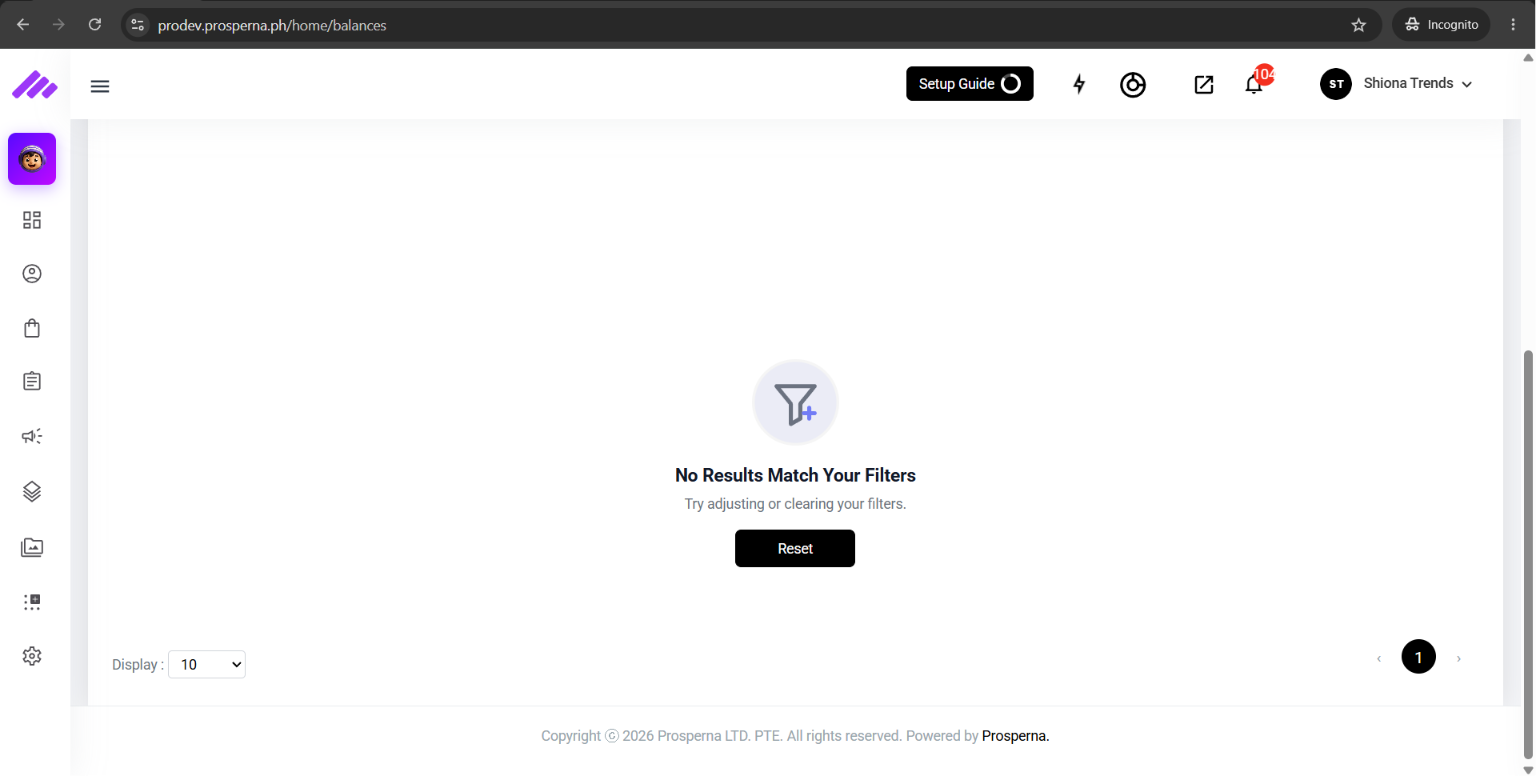 prodev.prosperna.ph/home/balances
Incognito
Setup Guide
104
ST
Shiona Trends
No Results Match Your Filters
Try adjusting or clearing your filters.
Reset
Display :
10
‹
1
›
Copyright © 2026 Prosperna LTD. PTE. All rights reserved. Powered by Prosperna.